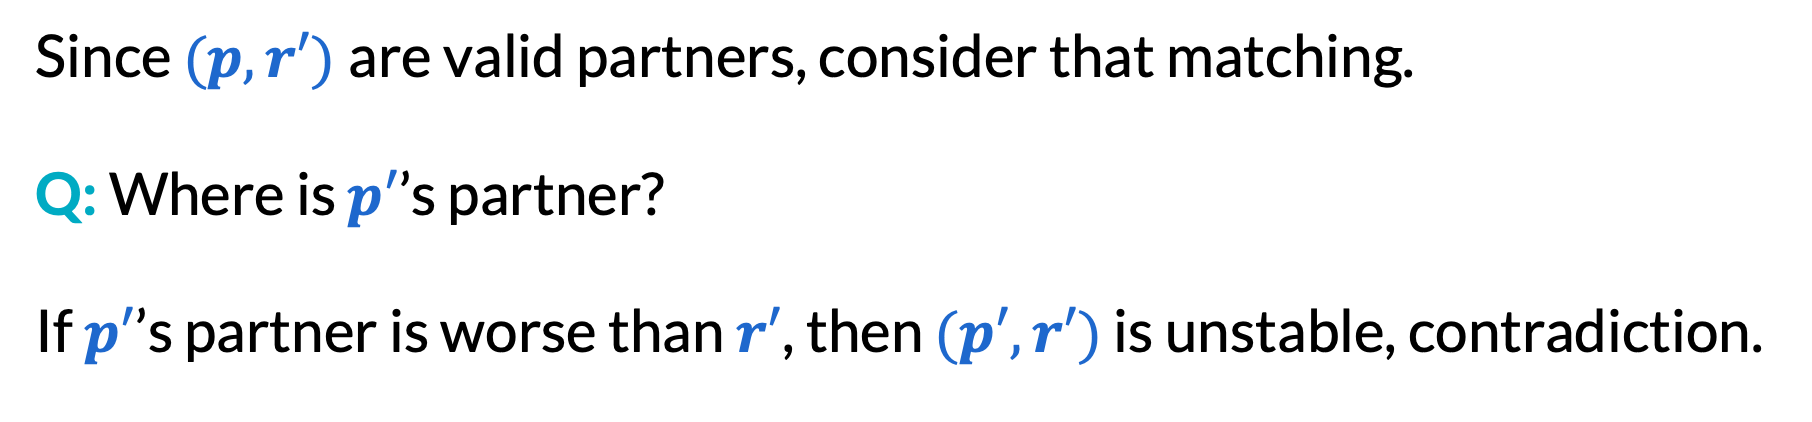 Since (p, r′) are valid partners, consider that matching.
Q: Where is p′’s partner?
If p′’s partner is worse than r′, then (p′, r′) is unstable, contradiction.